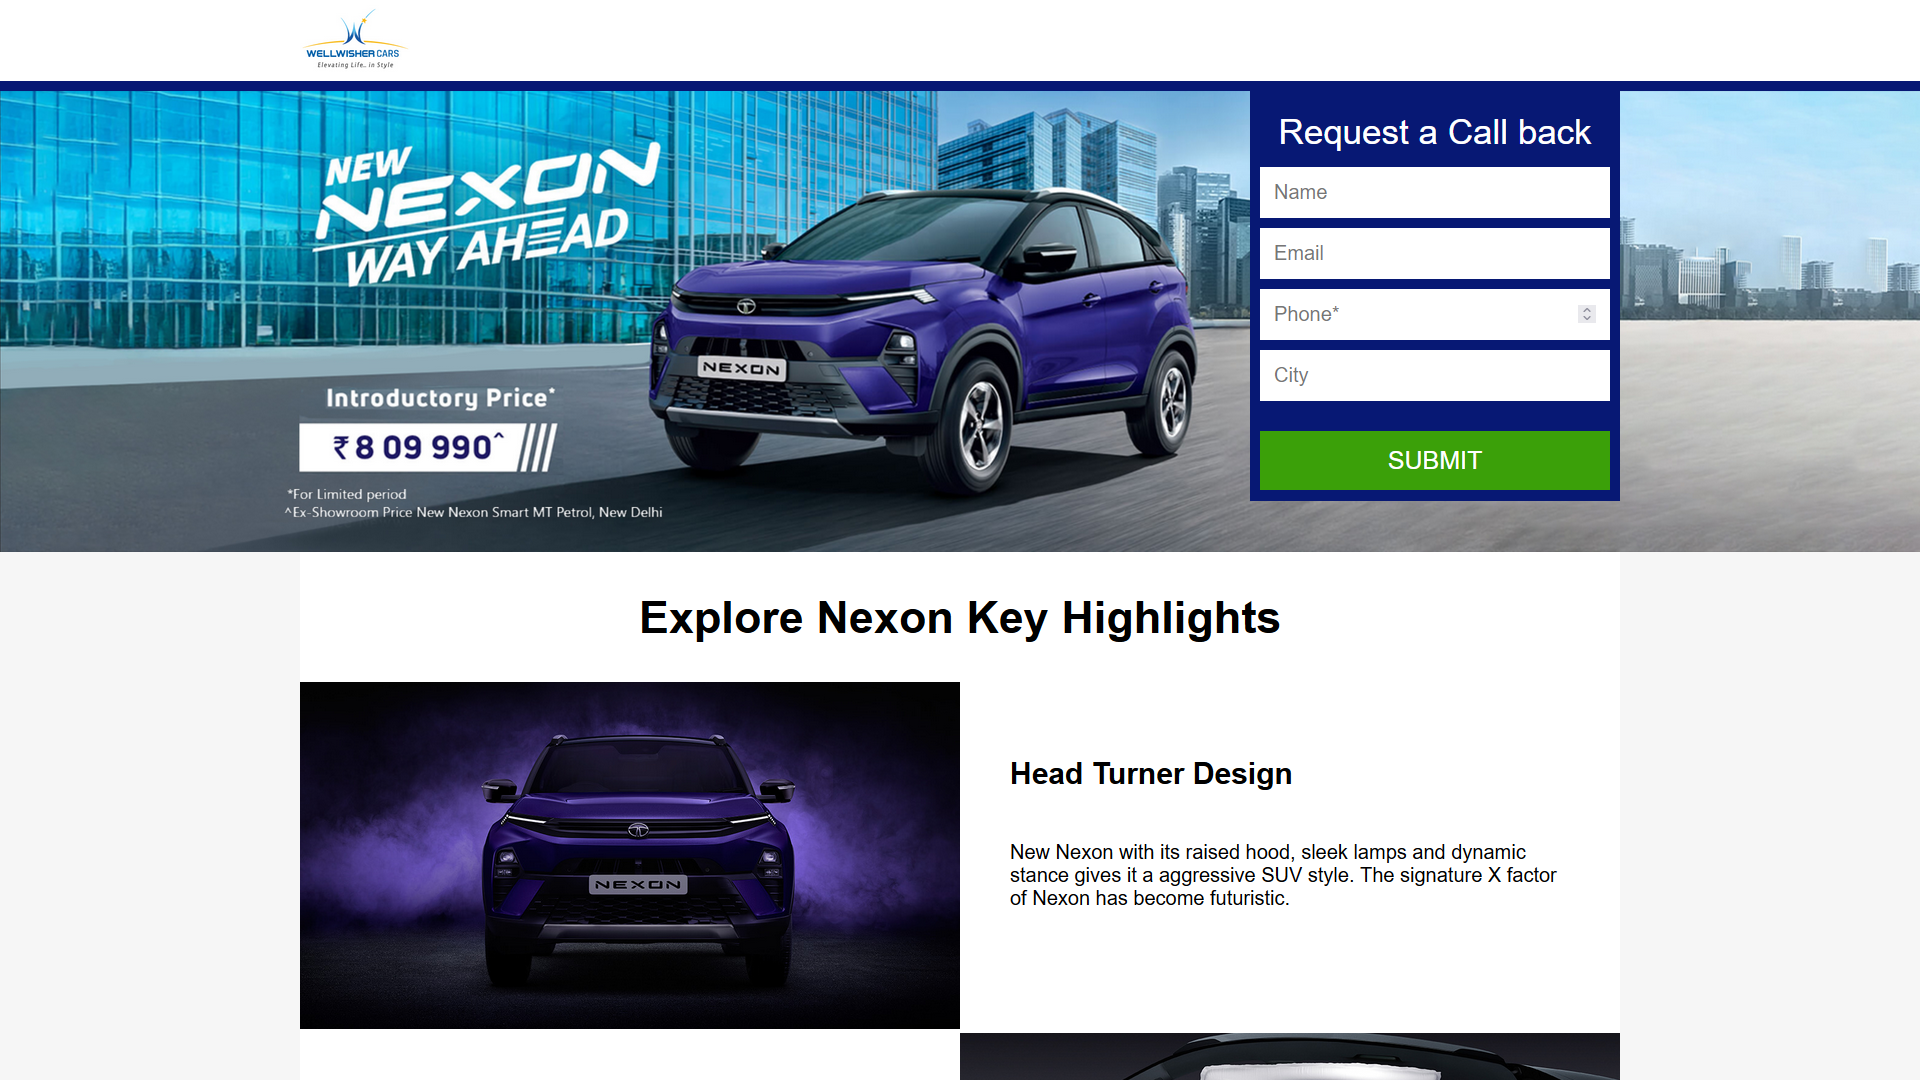 WELLWISHER CARS
Elevating Life.. in Style
NEW
NEXON
WAY AHEAD
NEXON
Introductory Price*
₹ 8 09 990^
*For Limited period
^Ex-Showroom Price New Nexon Smart MT Petrol, New Delhi
Request a Call back
Name
Email
Phone*
City
SUBMIT
Explore Nexon Key Highlights
NEXON
Head Turner Design
New Nexon with its raised hood, sleek lamps and dynamic
stance gives it a aggressive SUV style. The signature X factor
of Nexon has become futuristic.